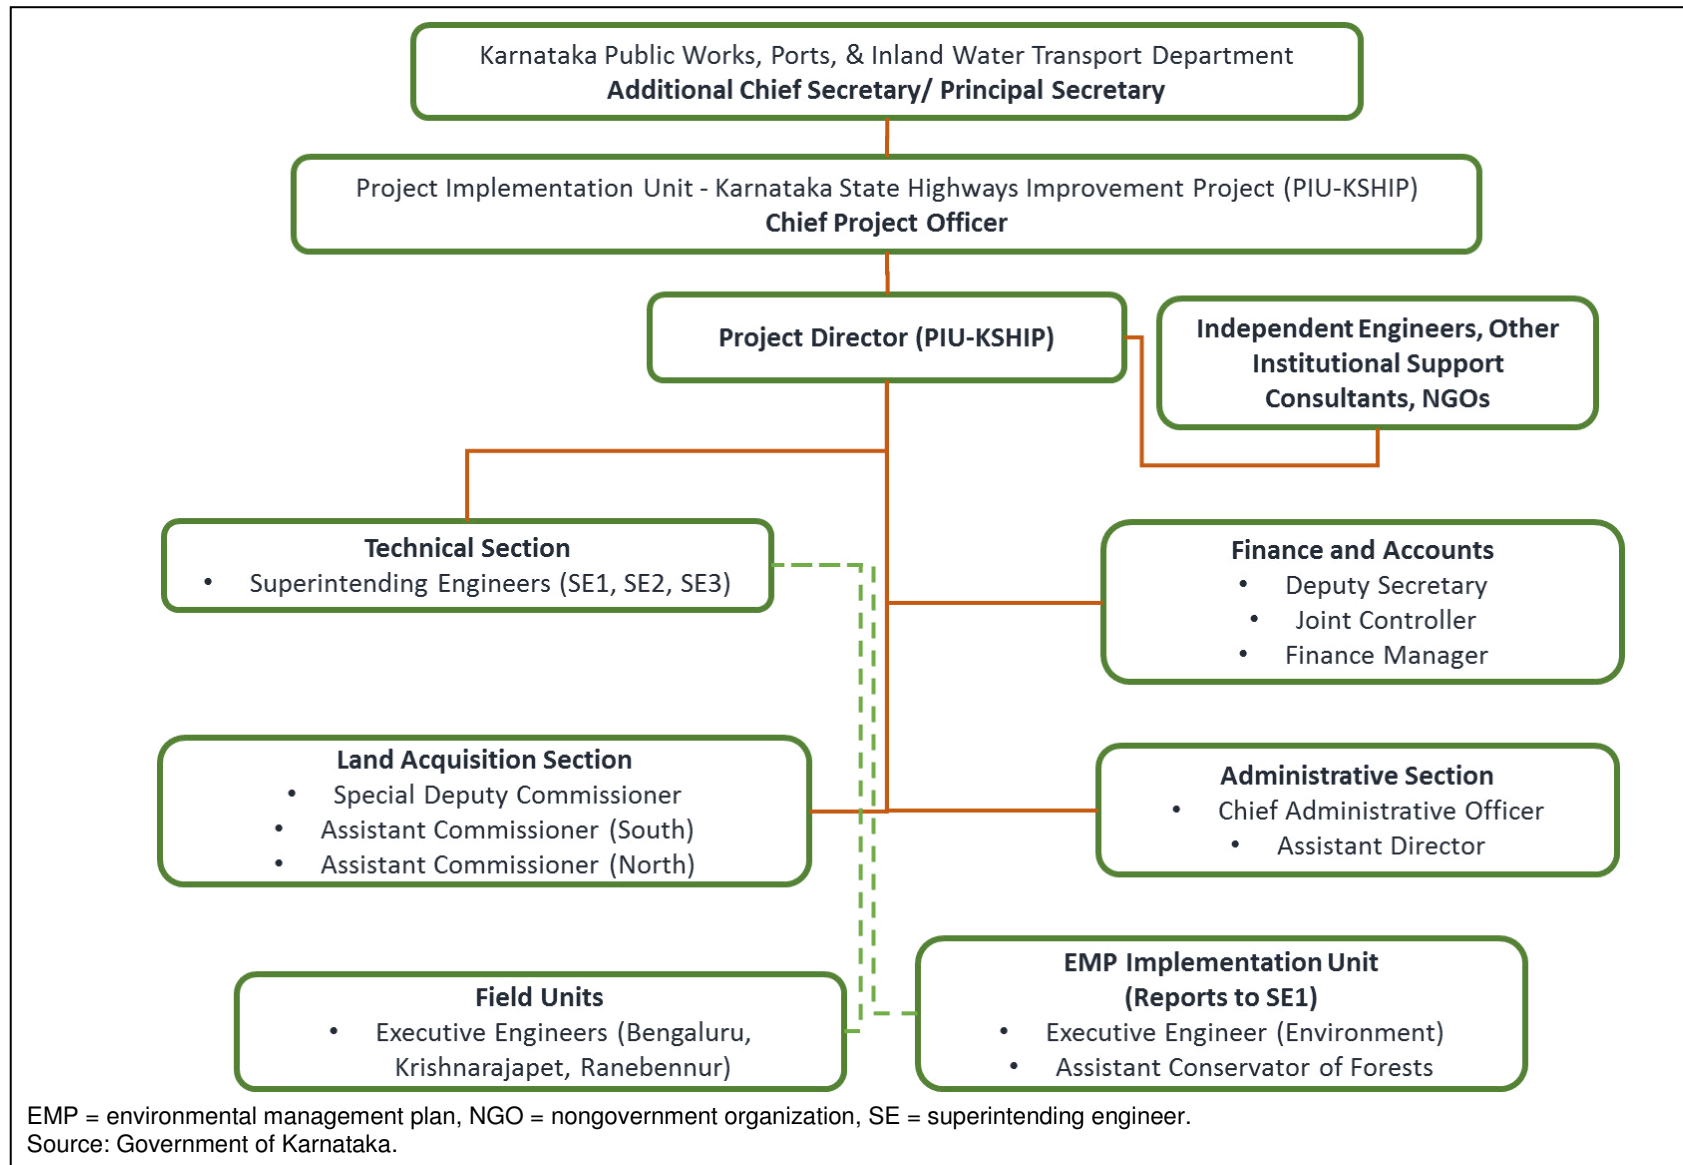 Karnataka Public Works, Ports, & Inland Water Transport Department
Additional Chief Secretary/ Principal Secretary
Project Implementation Unit - Karnataka State Highways Improvement Project (PIU-KSHIP)
Chief Project Officer
Project Director (PIU-KSHIP)
Independent Engineers, Other
Institutional Support
Consultants, NGOs
Technical Section
• Superintending Engineers (SE1, SE2, SE3)
Finance and Accounts
• Deputy Secretary
• Joint Controller
• Finance Manager
Land Acquisition Section
• Special Deputy Commissioner
• Assistant Commissioner (South)
• Assistant Commissioner (North)
Administrative Section
• Chief Administrative Officer
• Assistant Director
Field Units
• Executive Engineers (Bengaluru,
Krishnarajapet, Ranebennur)
EMP Implementation Unit
(Reports to SE1)
• Executive Engineer (Environment)
• Assistant Conservator of Forests
EMP = environmental management plan, NGO = nongovernment organization, SE = superintending engineer.
Source: Government of Karnataka.